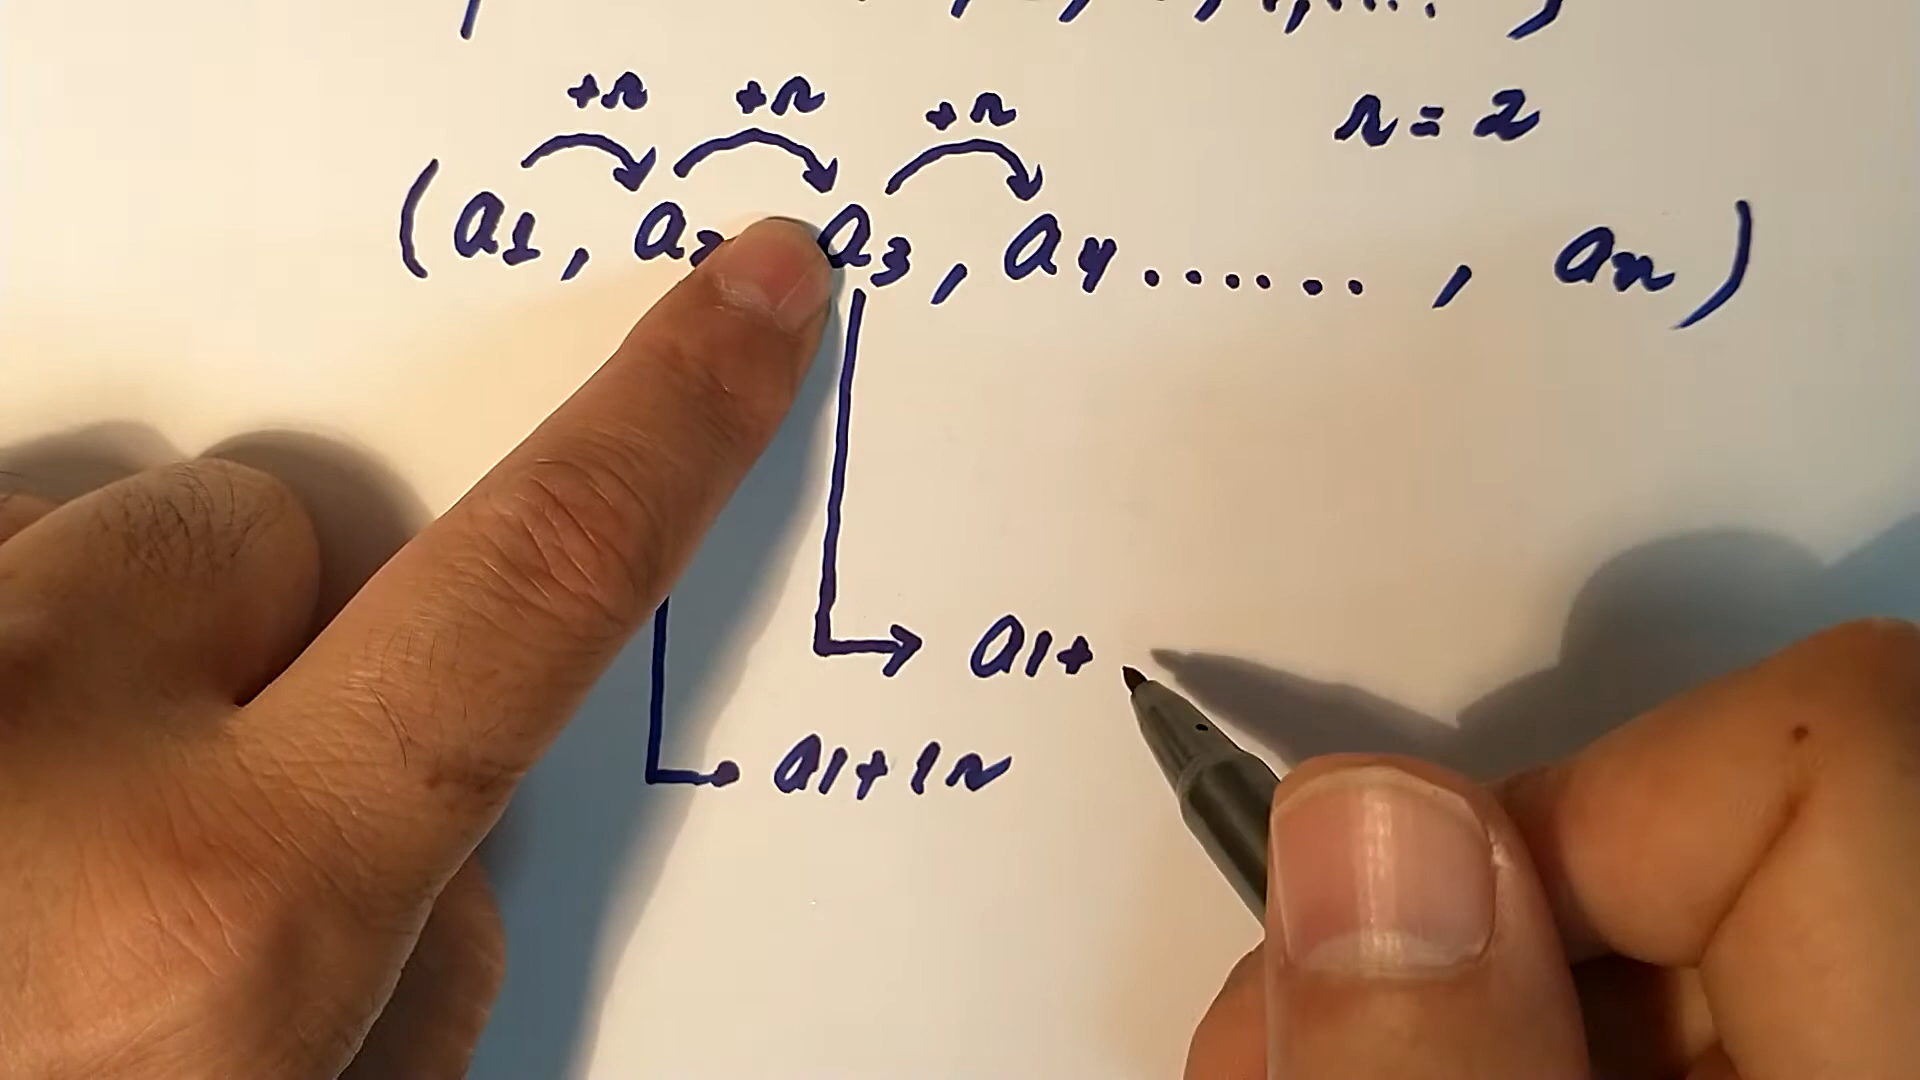 +r +r +r
r = 2
(a1, a2 a3, a4 ......, an)
a1+
a1+1r